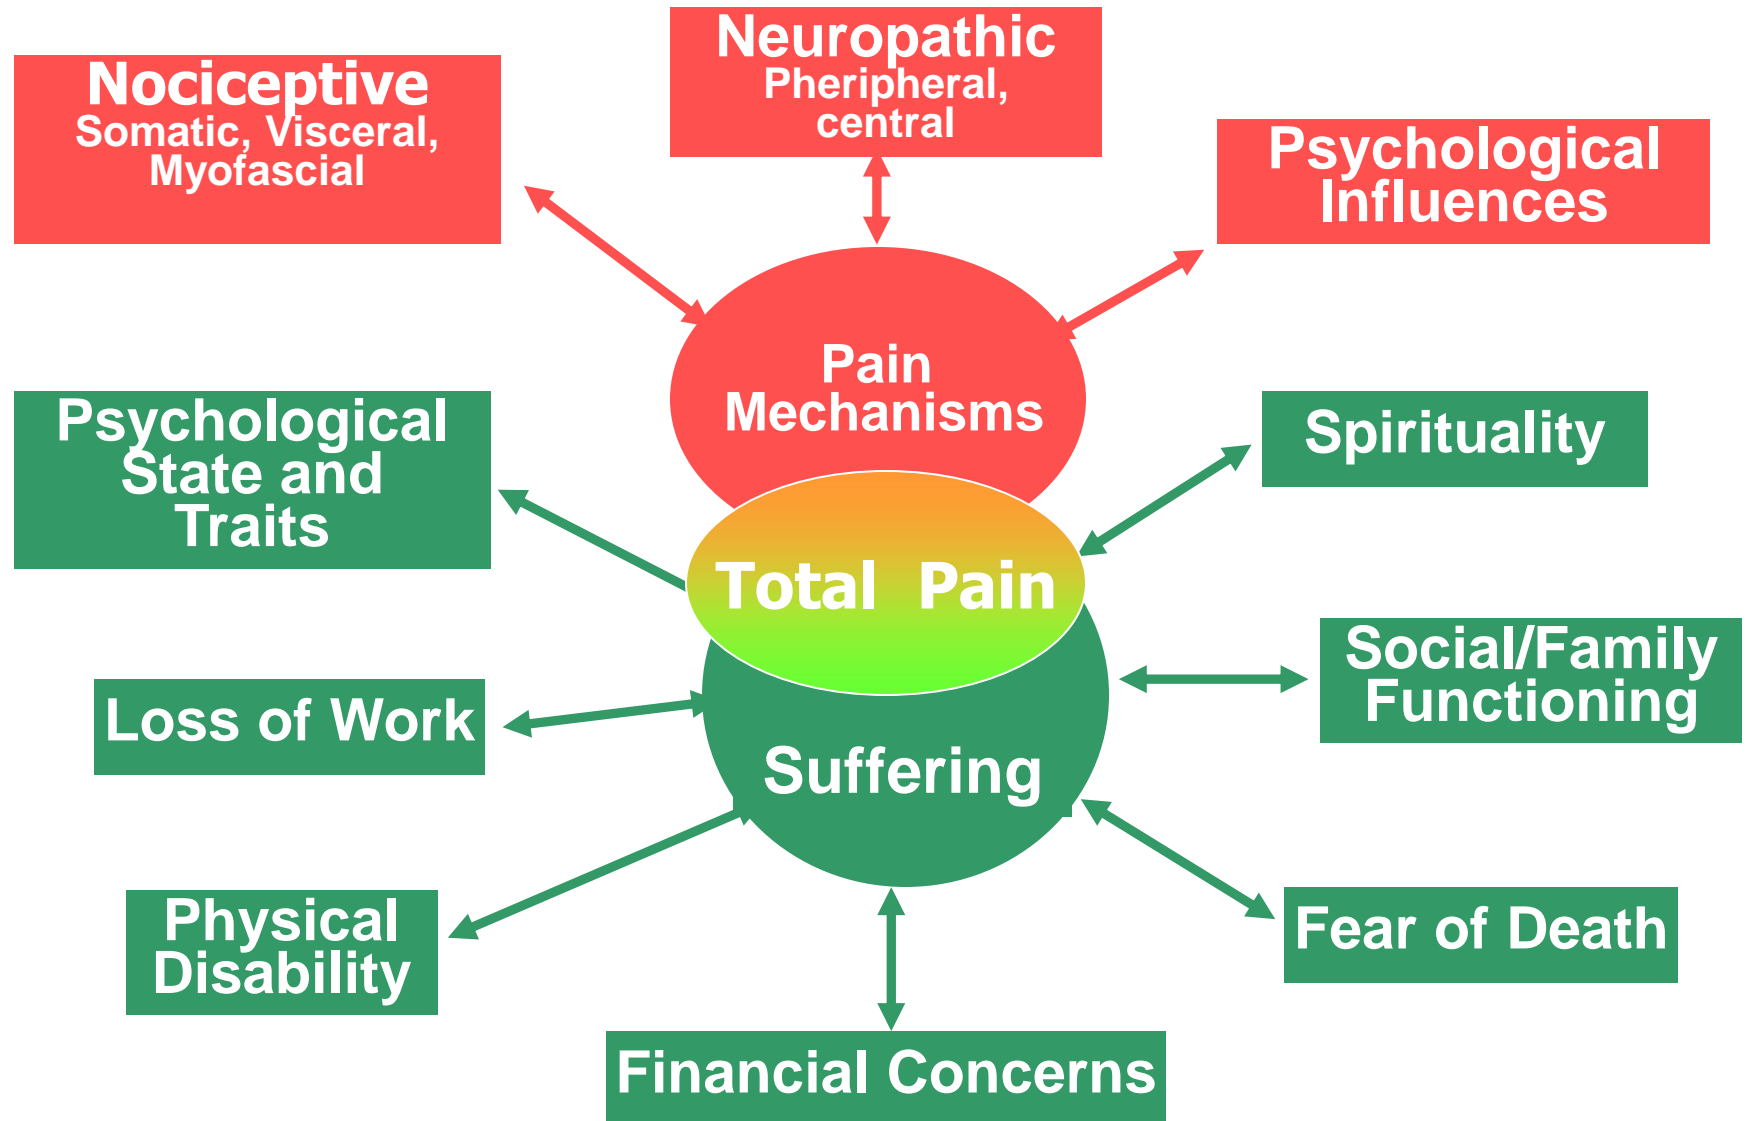 Neuropathic
Pheripheral,
central
Nociceptive
Somatic, Visceral,
Myofascial
Psychological
Influences
Pain
Mechanisms
Psychological
State and
Traits
Spirituality
Total Pain
Social/Family
Functioning
Loss of Work
Suffering
Physical
Disability
Fear of Death
Financial Concerns